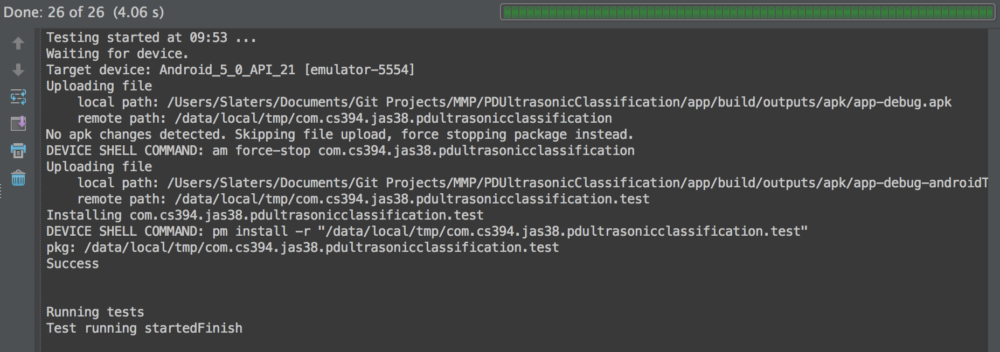 Done: 26 of 26 (4.06 s)
Testing started at 09:53 ...
Waiting for device.
Target device: Android_5_0_API_21 [emulator-5554]
Uploading file
local path: /Users/Slaters/Documents/Git Projects/MMP/PDUltrasonicClassification/app/build/outputs/apk/app-debug.apk
remote path: /data/local/tmp/com.cs394.jas38.pdultrasonicclassification
No apk changes detected. Skipping file upload, force stopping package instead.
DEVICE SHELL COMMAND: am force-stop com.cs394.jas38.pdultrasonicclassification
Uploading file
local path: /Users/Slaters/Documents/Git Projects/MMP/PDUltrasonicClassification/app/build/outputs/apk/app-debug-androidT
remote path: /data/local/tmp/com.cs394.jas38.pdultrasonicclassification.test
Installing com.cs394.jas38.pdultrasonicclassification.test
DEVICE SHELL COMMAND: pm install -r "/data/local/tmp/com.cs394.jas38.pdultrasonicclassification.test"
pkg: /data/local/tmp/com.cs394.jas38.pdultrasonicclassification.test
Success
Running tests
Test running startedFinish